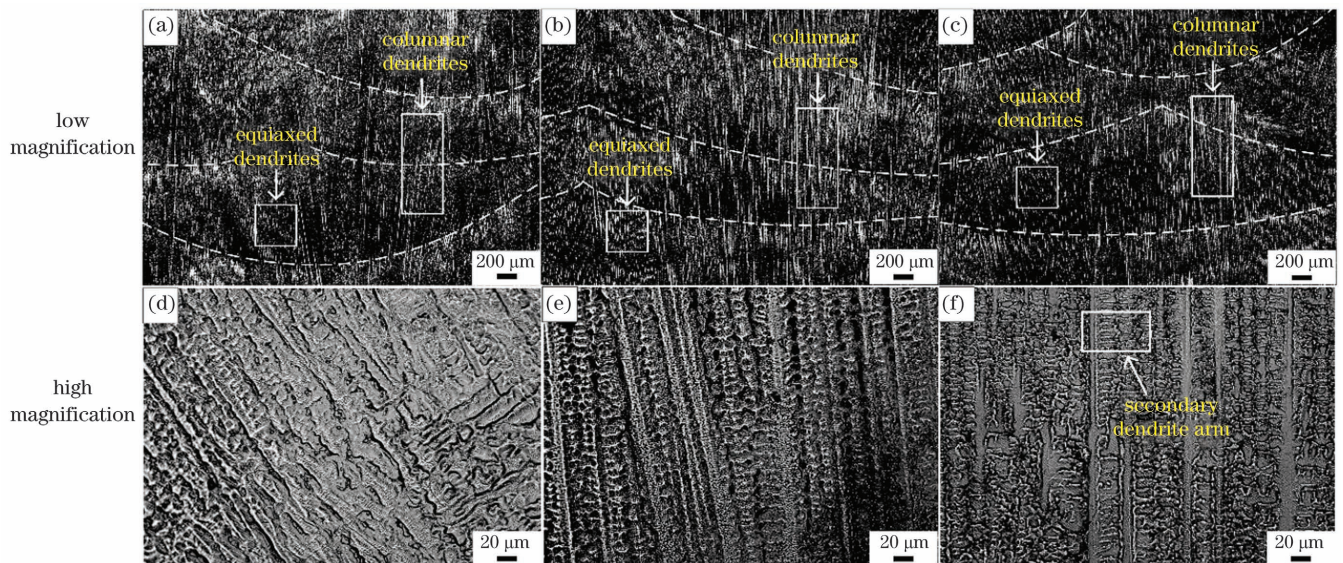 (a)
columnar
dendrites
equiaxed
dendrites
200 μm
(b)
columnar
dendrites
equiaxed
dendrites
200 μm
(c)
columnar
dendrites
equiaxed
dendrites
200 μm
low
magnification
(d)
20 μm
(e)
20 μm
(f)
secondary
dendrite arm
20 μm
high
magnification